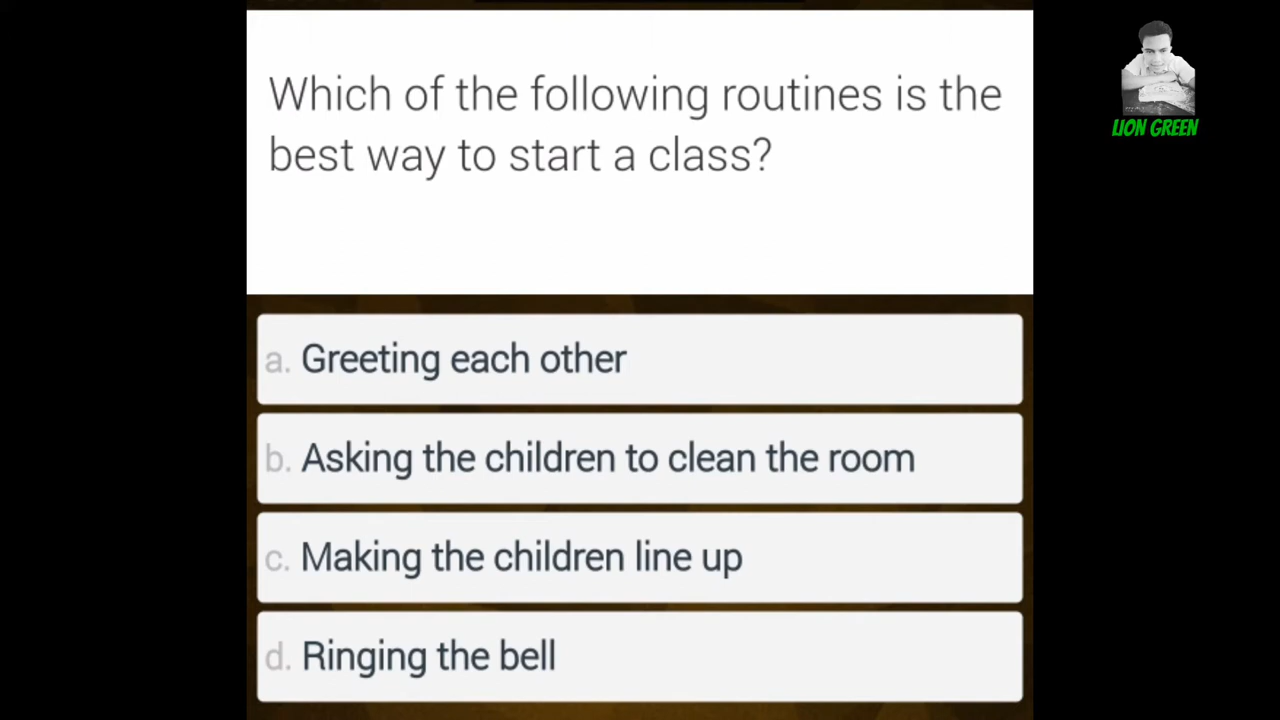 Which of the following routines is the
best way to start a class?
LION GREEN
a. Greeting each other
b. Asking the children to clean the room
c. Making the children line up
d. Ringing the bell